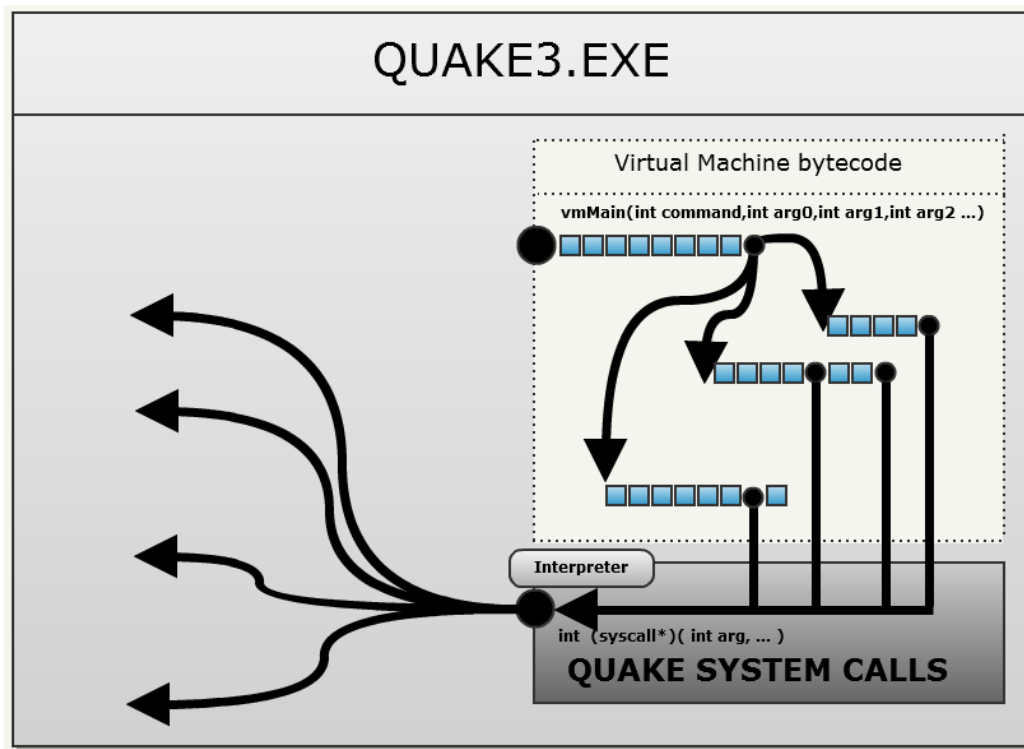 QUAKE3.EXE
Virtual Machine bytecode
vmMain(int command,int arg0,int arg1,int arg2 ...)
Interpreter
int (syscall*)( int arg, ... )
QUAKE SYSTEM CALLS